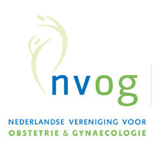 nvog
NEDERLANDSE VERENIGING VOOR
OBSTETRIE & GYNAECOLOGIE